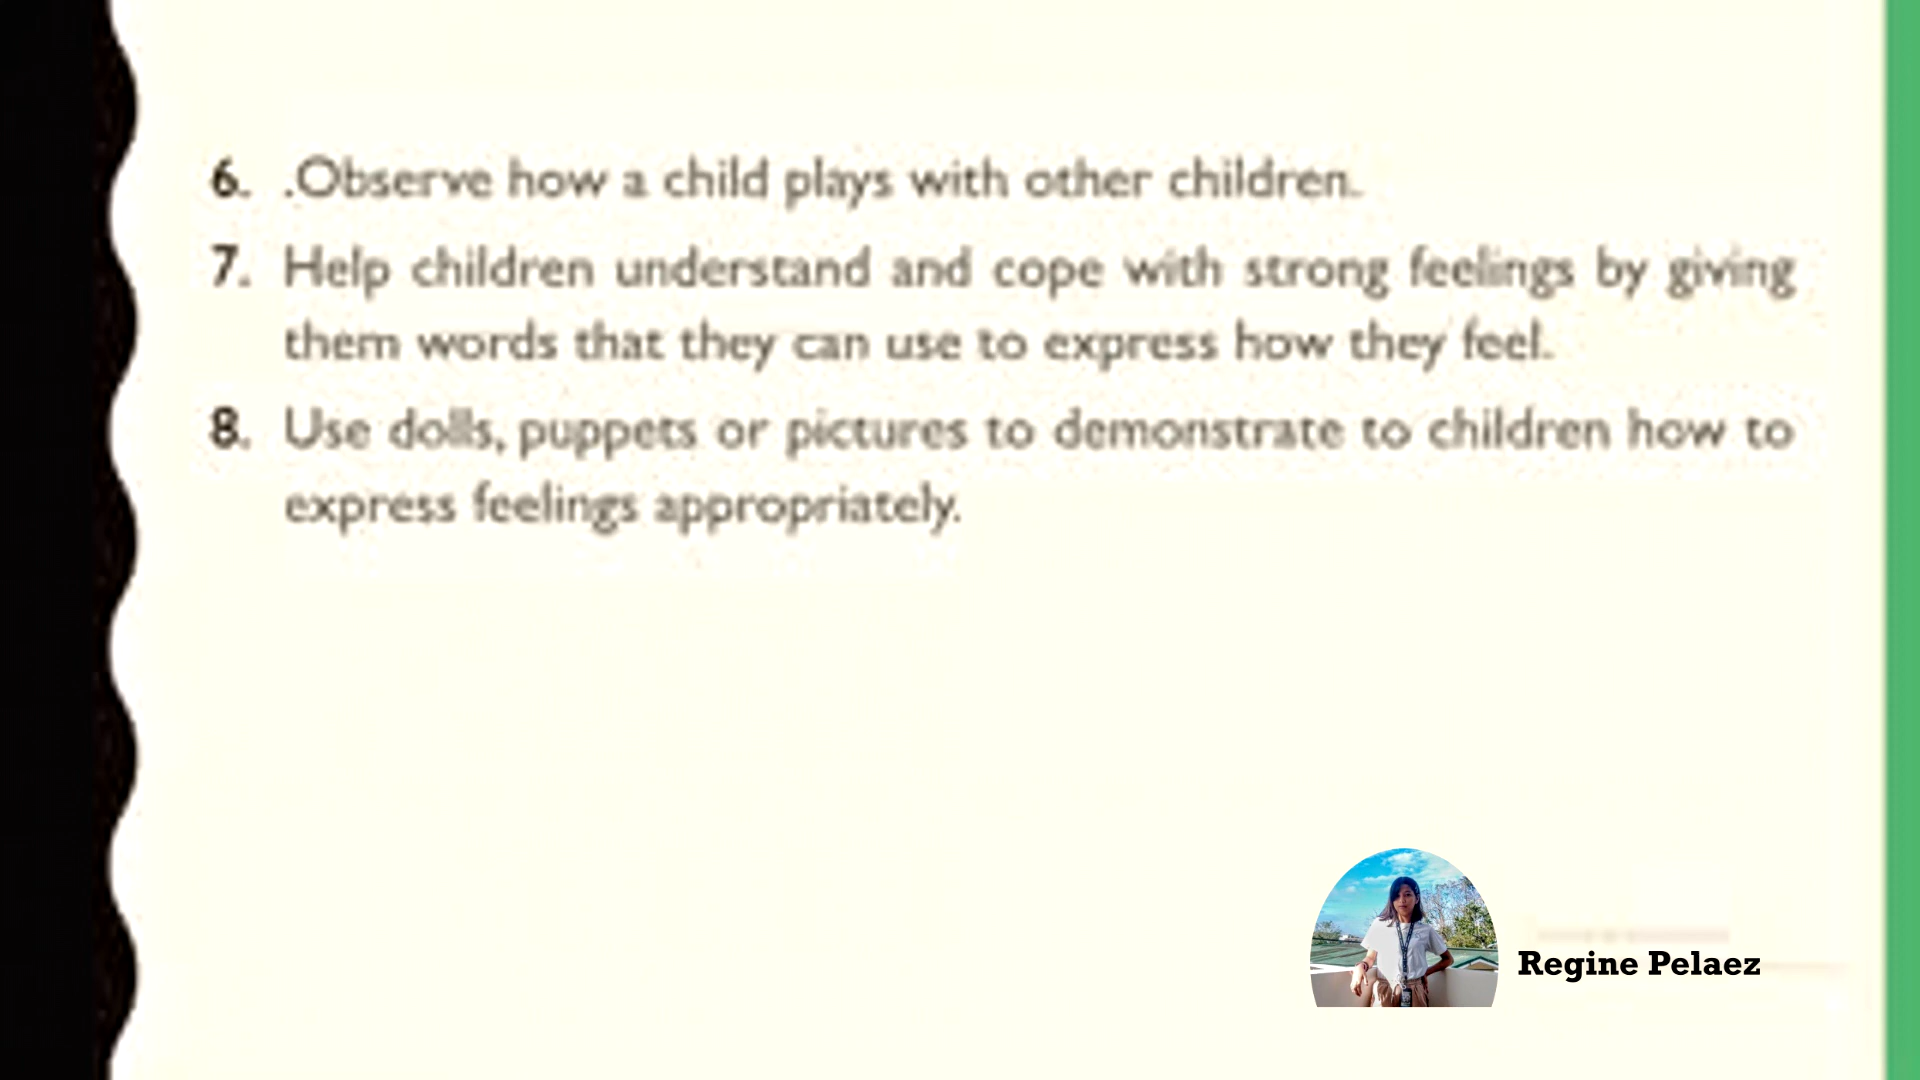 6. .Observe how a child plays with other children.
7. Help children understand and cope with strong feelings by giving
them words that they can use to express how they feel.
8. Use dolls, puppets or pictures to demonstrate to children how to
express feelings appropriately.
Regine Pelaez